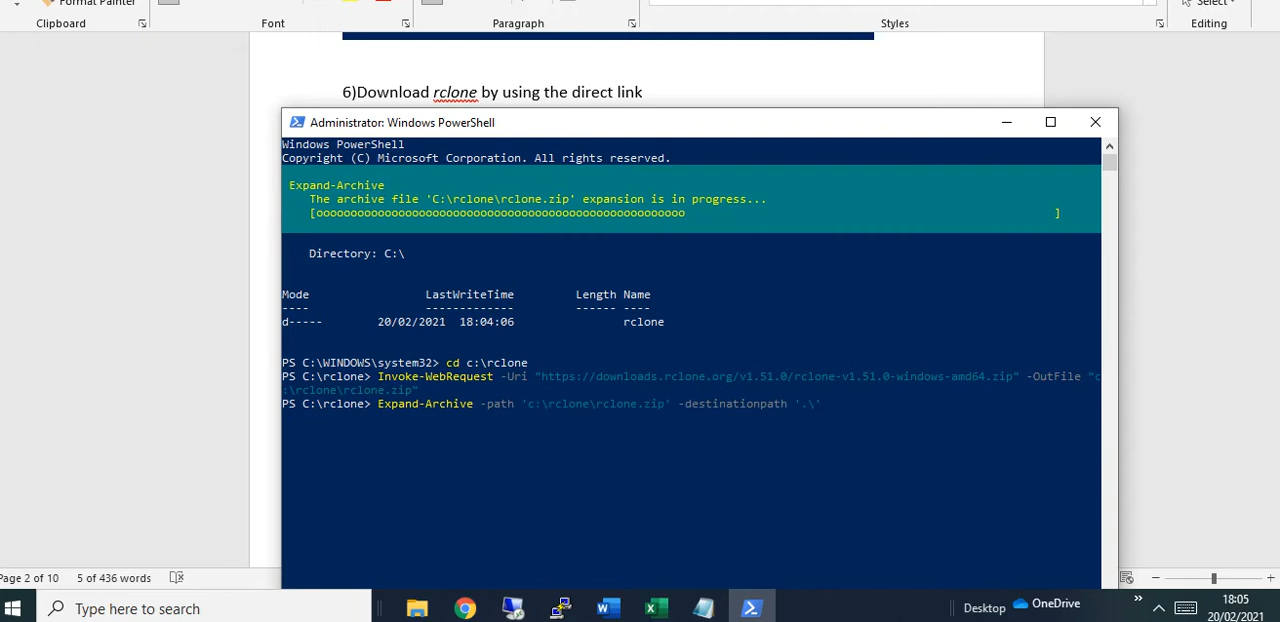 Format Painter
Select
Clipboard
Font
Paragraph
Styles
Editing
6)Download rclone by using the direct link
Administrator: Windows PowerShell
Windows PowerShell
Copyright (C) Microsoft Corporation. All rights reserved.
Expand-Archive
The archive file 'C:\rclone\rclone.zip' expansion is in progress...
[oooooooooooooooooooooooooooooooooooooooooooooooooooooo ]
Directory: C:\
Mode LastWriteTime Length Name
---- ------------- ------ ----
d----- 20/02/2021 18:04:06 rclone
PS C:\WINDOWS\system32> cd c:\rclone
PS C:\rclone> Invoke-WebRequest -Uri "https://downloads.rclone.org/v1.51.0/rclone-v1.51.0-windows-amd64.zip" -OutFile "c
:\rclone\rclone.zip"
PS C:\rclone> Expand-Archive -path 'c:\rclone\rclone.zip' -destinationpath '.\'
Page 2 of 10 5 of 436 words
Type here to search
Desktop
OneDrive
18:05
20/02/2021